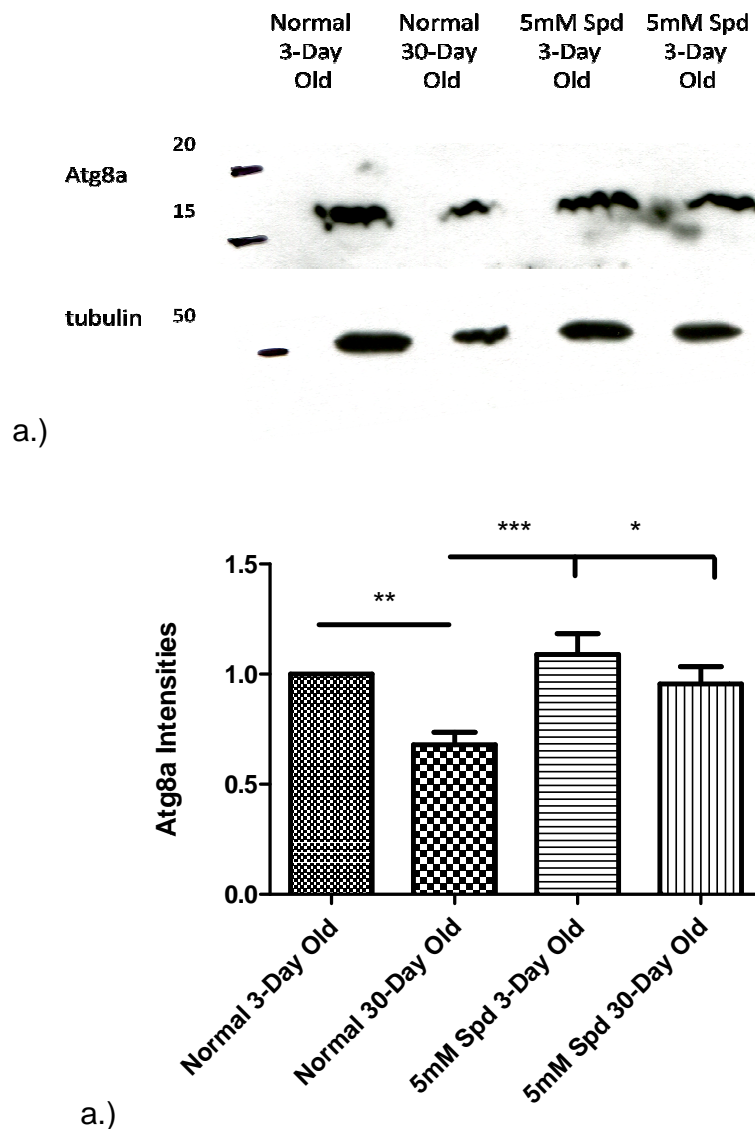 Normal 3-Day Old
Normal 30-Day Old
5mM Spd 3-Day Old
5mM Spd 3-Day Old
20
Atg8a
15
tubulin
50
a.)
*** *
1.5
**
1.0
Atg8a Intensities
0.5
0.0
Normal 3-Day Old
Normal 30-Day Old
5mM Spd 3-Day Old
5mM Spd 30-Day Old
a.)